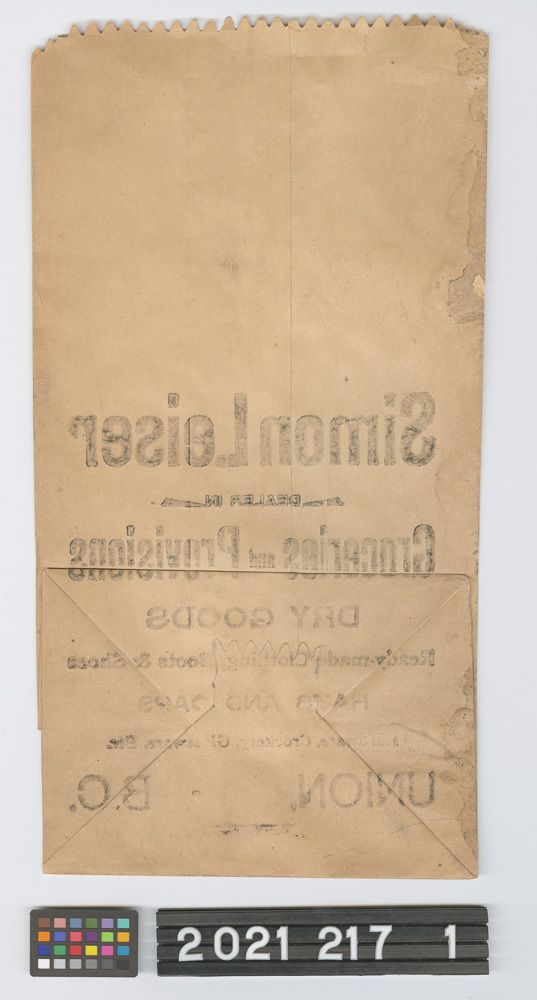 Simon Leiser
DEALER IN
Groceries and Provisions
DRY GOODS
Ready-made Clothing, Boots & Shoes
HATS AND CAPS
Hardware, Crockery, Glassware, Etc.
UNION, - B.C.
2021 217 1